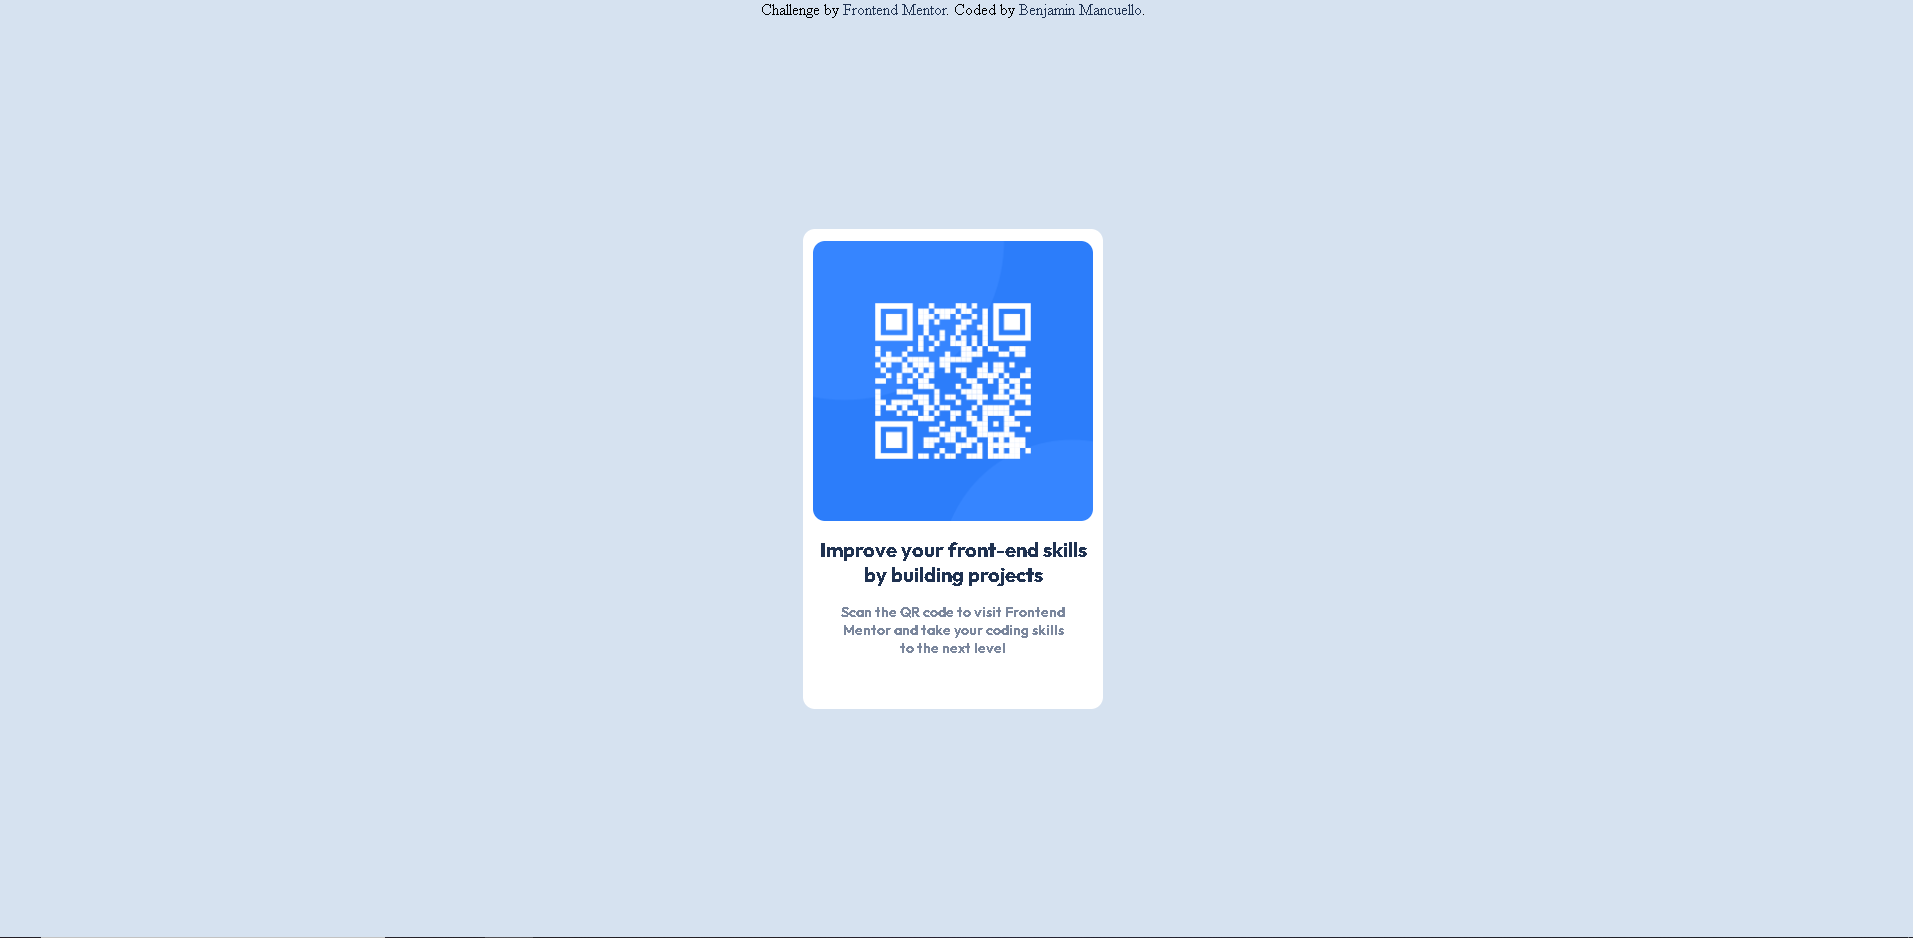 Challenge by Frontend Mentor. Coded by Benjamin Mancuello.
Improve your front-end skills
by building projects
Scan the QR code to visit Frontend
Mentor and take your coding skills
to the next level